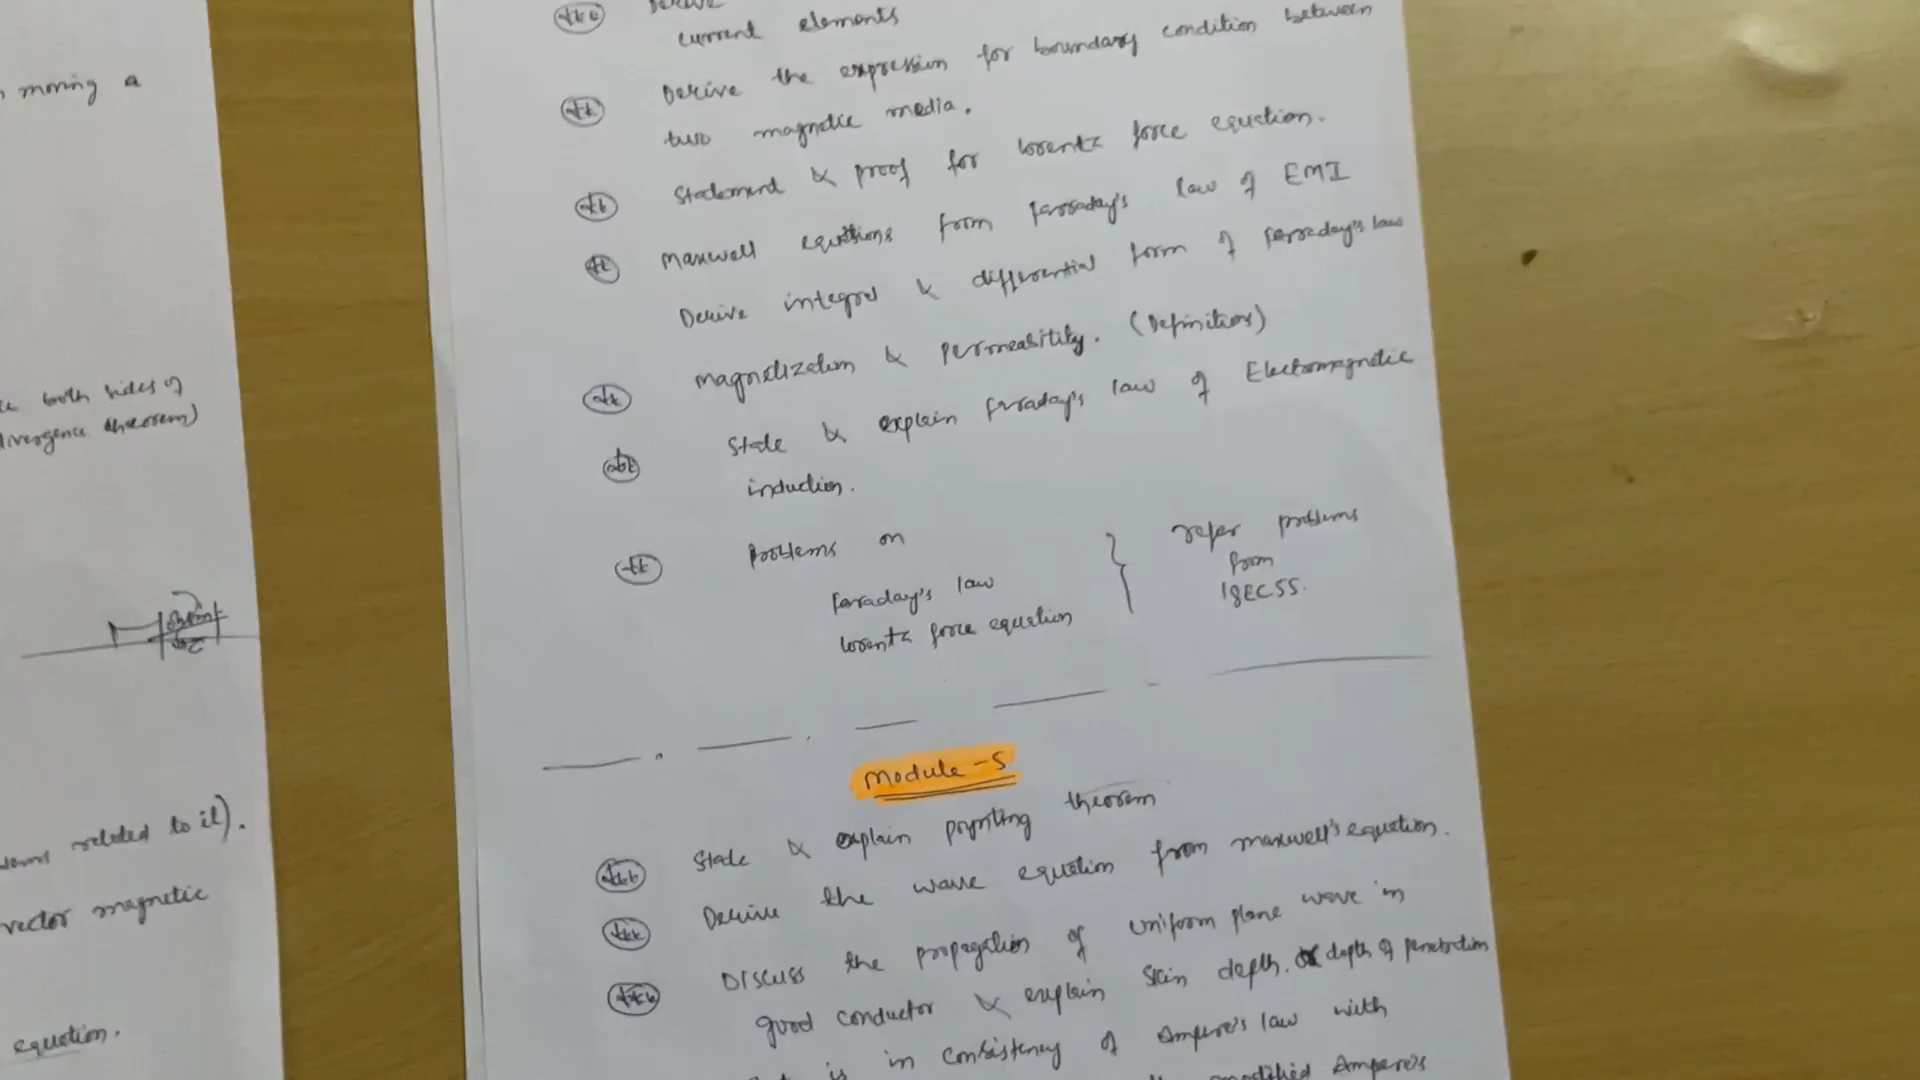 moving a
both sides of
divergence theorem)
related to it).
vector magnetic
equation.
Derive
current elements
Derive the expression for boundary condition between
two magnetic media.
Statement & proof for lorentz force equation.
Maxwell equations from faraday's law of EMI
Derive integral & differential form of faraday's law
magnetization & permeability. (Definition)
State & explain faraday's law of Electromagnetic
induction.
Problems on
faraday's law
lorentz force equation
refer problems
from
18EC55.
Module -5
State & explain poynting theorem
Derive the wave equation from maxwell's equation.
Discuss the propagation of uniform plane wave in
good conductor & explain skin depth. or depth of penetration
is in consistency of Ampere's law with
modified Ampere's